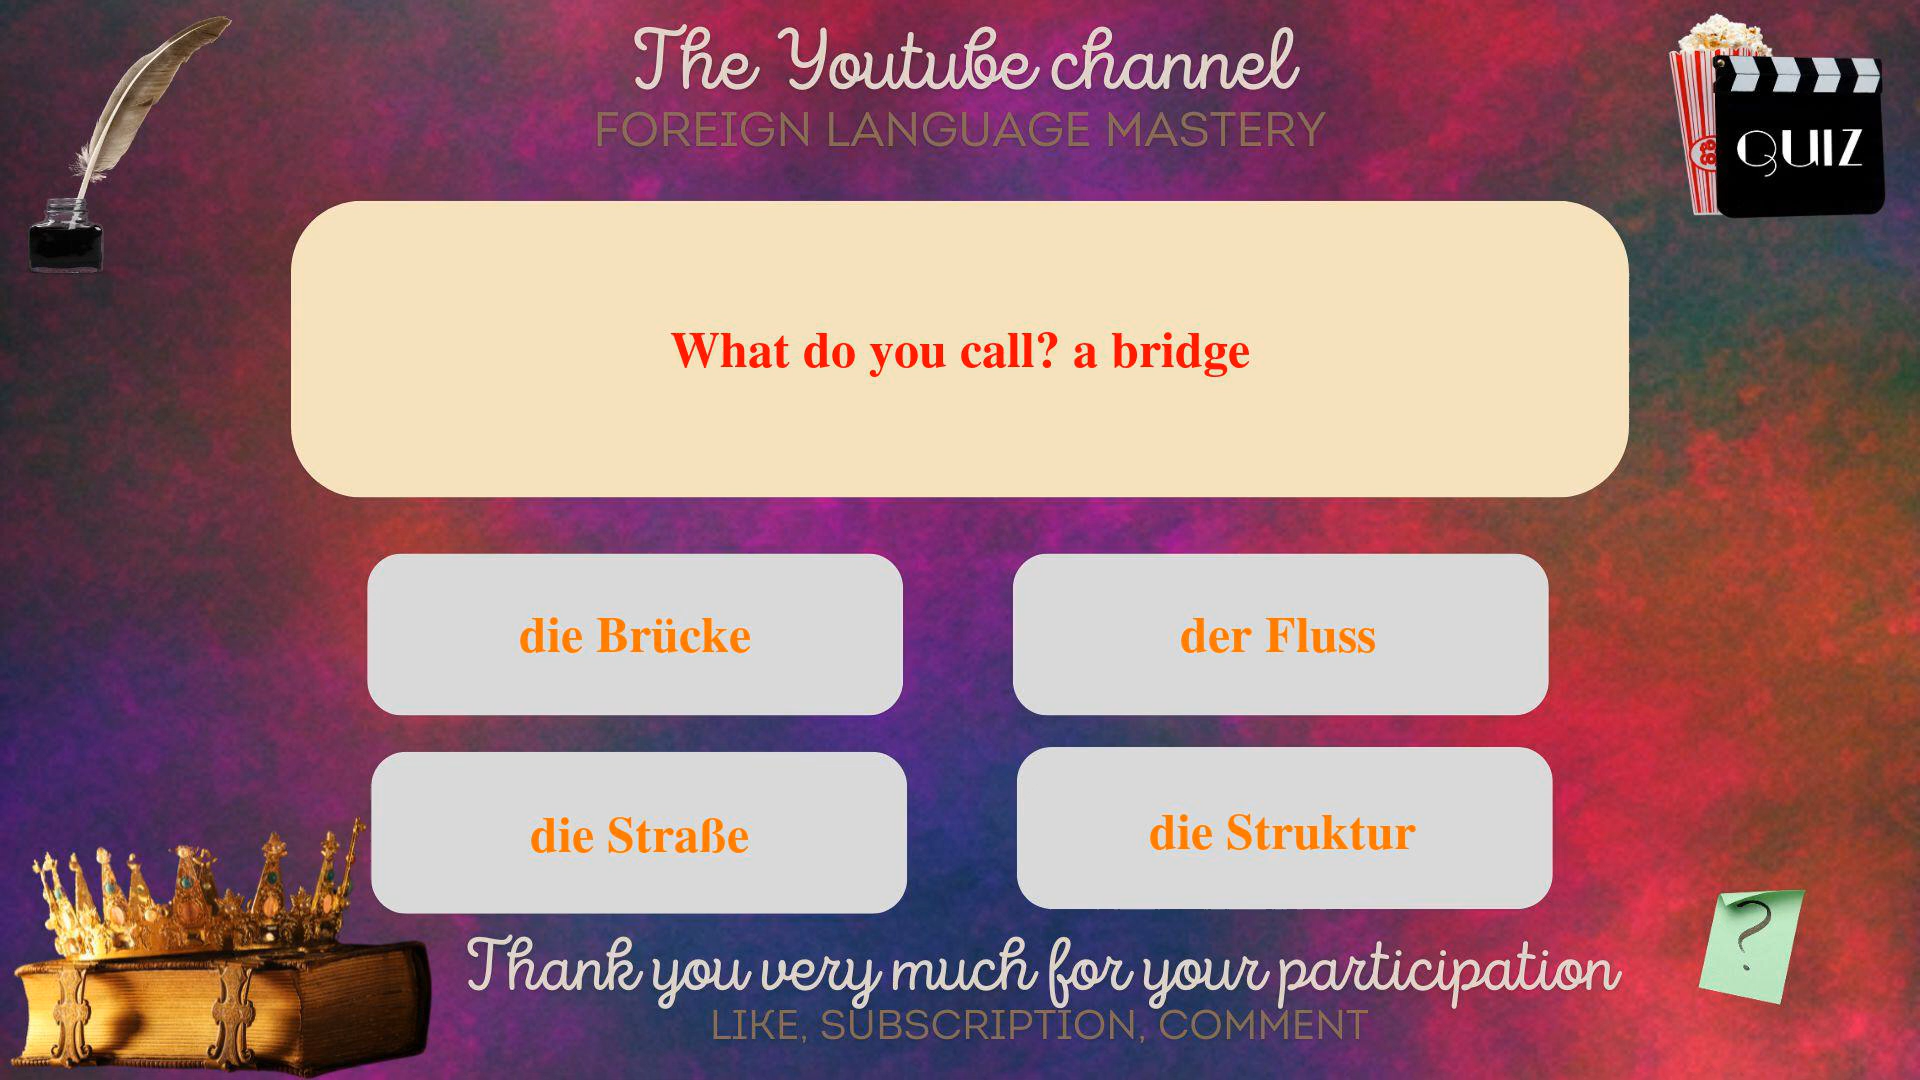 The Youtube channel
FOREIGN LANGUAGE MASTERY
QUIZ
What do you call? a bridge
die Brücke
der Fluss
die Straße
die Struktur
?
Thank you very much for your participation
LIKE, SUBSCRIPTION, COMMENT